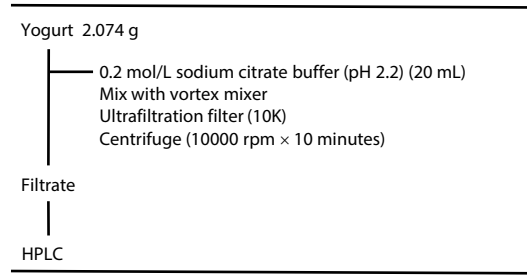 Yogurt 2.074 g
0.2 mol/L sodium citrate buffer (pH 2.2) (20 mL)
Mix with vortex mixer
Ultrafiltration filter (10K)
Centrifuge (10000 rpm × 10 minutes)
Filtrate
HPLC